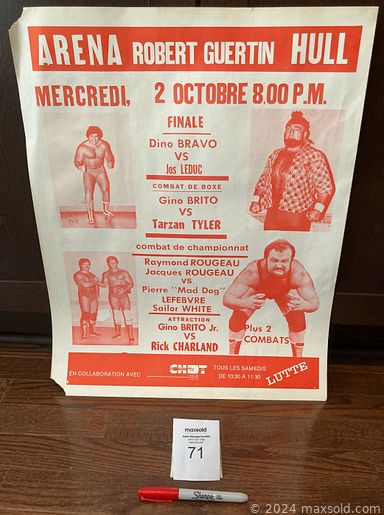 ARENA ROBERT GUERTIN HULL
MERCREDI, 2 OCTOBRE 8.00 P.M.
FINALE
Dino BRAVO
VS
Jos LEDUC
COMBAT DE BOXE
Gino BRITO
VS
Tarzan TYLER
combat de championnat
Raymond ROUGEAU
Jacques ROUGEAU
VS
Pierre "Mad Dog"
LEFEBVRE
Sailor WHITE
ATTRACTION
Gino BRITO Jr.
VS
Rick CHARLAND
Plus 2
COMBATS
EN COLLABORATION AVEC
CHOT
TOUS LES SAMEDIS
DE 10:30 À 11:30
LUTTE
maxsold
71
Sharpie
© 2024 maxsold.com